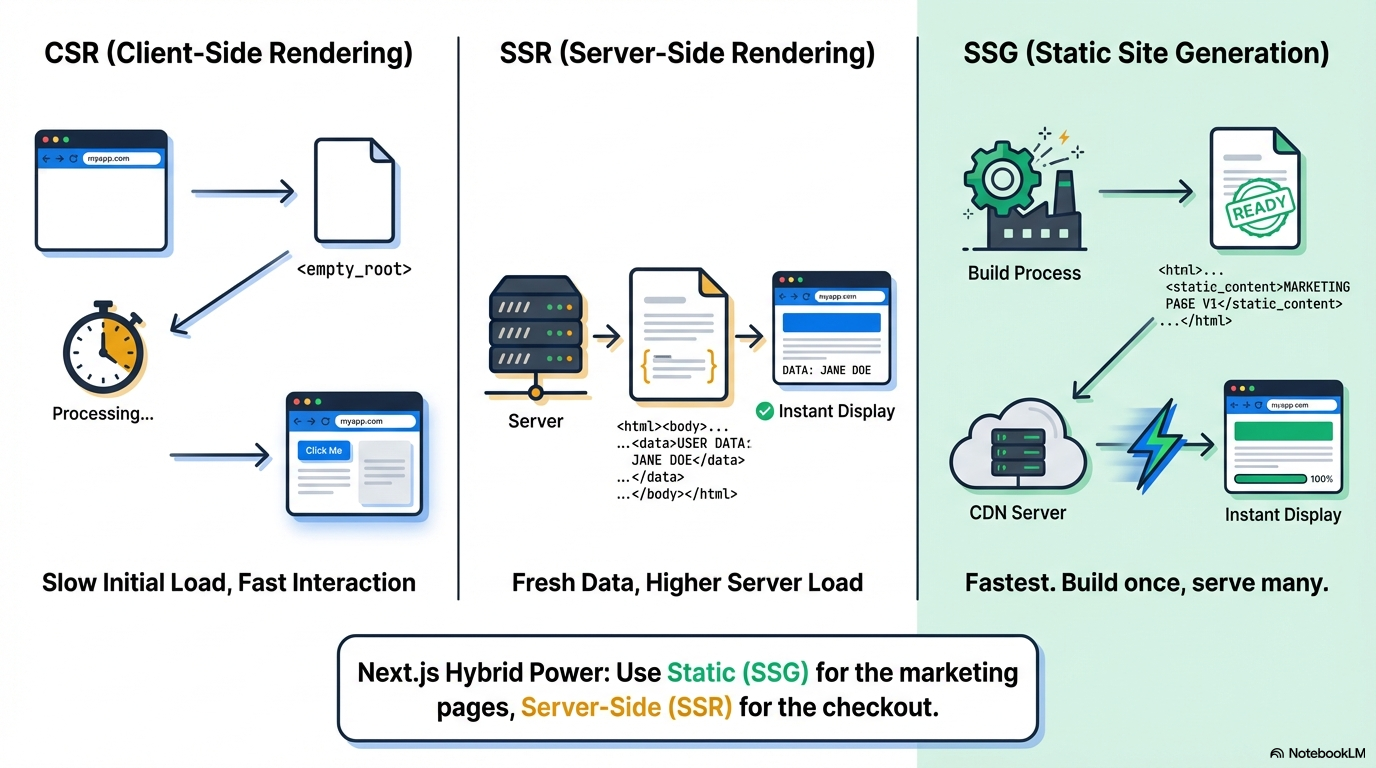 CSR (Client-Side Rendering)
myapp.com
<empty_root>
Processing...
myapp.com
Click Me
Slow Initial Load, Fast Interaction
SSR (Server-Side Rendering)
Server
<html><body>...
...<data>USER DATA:
JANE DOE</data>
...</data>
...</body></html>
myapp.com
DATA: JANE DOE
Instant Display
Fresh Data, Higher Server Load
SSG (Static Site Generation)
Build Process
READY
<html>...
<static_content>MARKETING
PAGE V1</static_content>
...</html>
CDN Server
myapp.com
100%
Instant Display
Fastest. Build once, serve many.
Next.js Hybrid Power: Use Static (SSG) for the marketing
pages, Server-Side (SSR) for the checkout.
NotebookLM